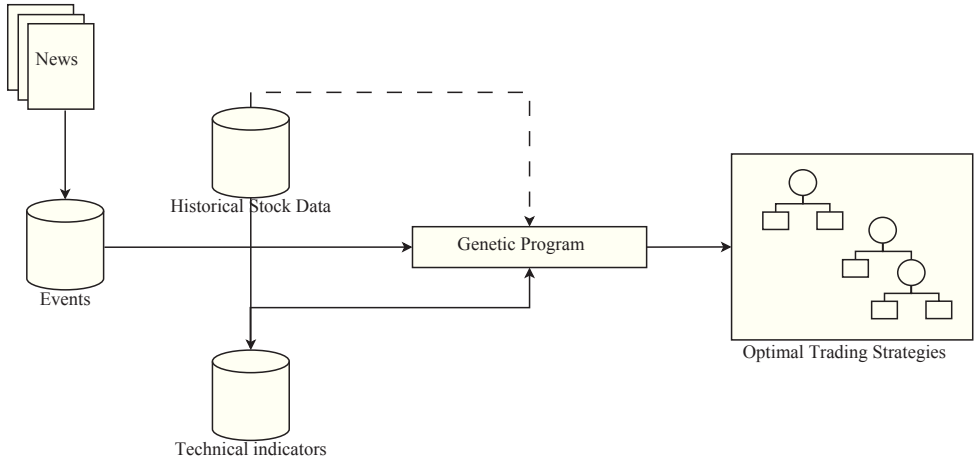 News
Historical Stock Data
Genetic Program
Events
Optimal Trading Strategies
Technical indicators